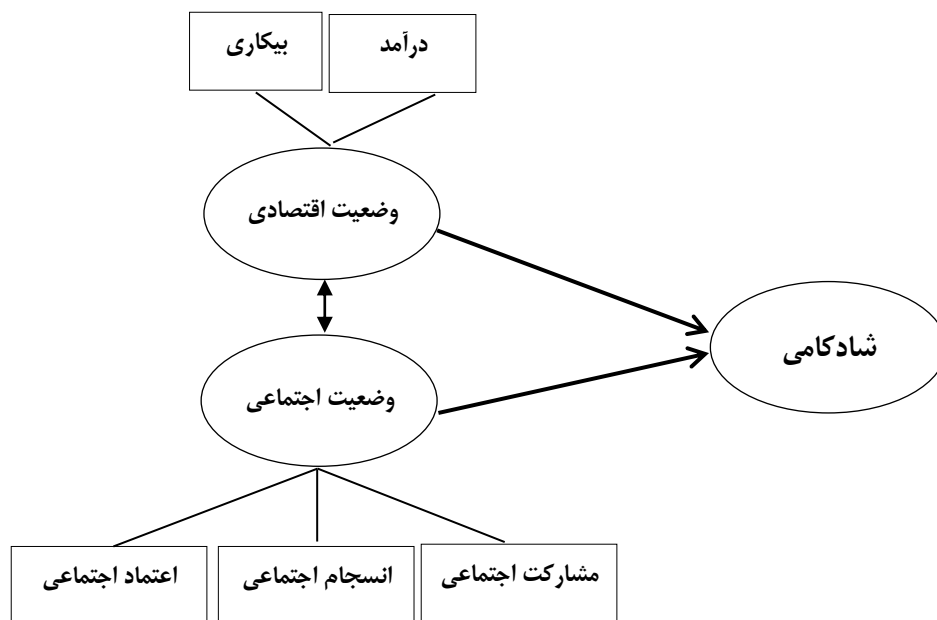 درآمد
بیکاری
وضعیت اقتصادی
شادکامی
وضعیت اجتماعی
مشارکت اجتماعی
انسجام اجتماعی
اعتماد اجتماعی